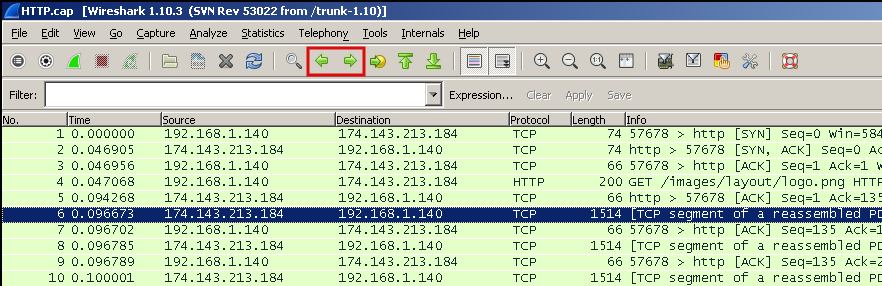 HTTP.cap [Wireshark 1.10.3 (SVN Rev 53022 from /trunk-1.10)]
File Edit View Go Capture Analyze Statistics Telephony Tools Internals Help
Filter: Expression... Clear Apply Save
No. Time Source Destination Protocol Length Info
1 0.000000 192.168.1.140 174.143.213.184 TCP 74 57678 > http [SYN] Seq=0 Win=584
2 0.046905 174.143.213.184 192.168.1.140 TCP 74 http > 57678 [SYN, ACK] Seq=0 A
3 0.046956 192.168.1.140 174.143.213.184 TCP 66 57678 > http [ACK] Seq=1 Ack=1 W
4 0.047068 192.168.1.140 174.143.213.184 HTTP 200 GET /images/layout/logo.png HTTP
5 0.094268 174.143.213.184 192.168.1.140 TCP 66 http > 57678 [ACK] Seq=1 Ack=135
6 0.096673 174.143.213.184 192.168.1.140 TCP 1514 [TCP segment of a reassembled PD
7 0.096702 192.168.1.140 174.143.213.184 TCP 66 57678 > http [ACK] Seq=135 Ack=1
8 0.096785 174.143.213.184 192.168.1.140 TCP 1514 [TCP segment of a reassembled PD
9 0.096789 192.168.1.140 174.143.213.184 TCP 66 57678 > http [ACK] Seq=135 Ack=2
10 0.100001 174.143.213.184 192.168.1.140 TCP 1514 [TCP segment of a reassembled PD